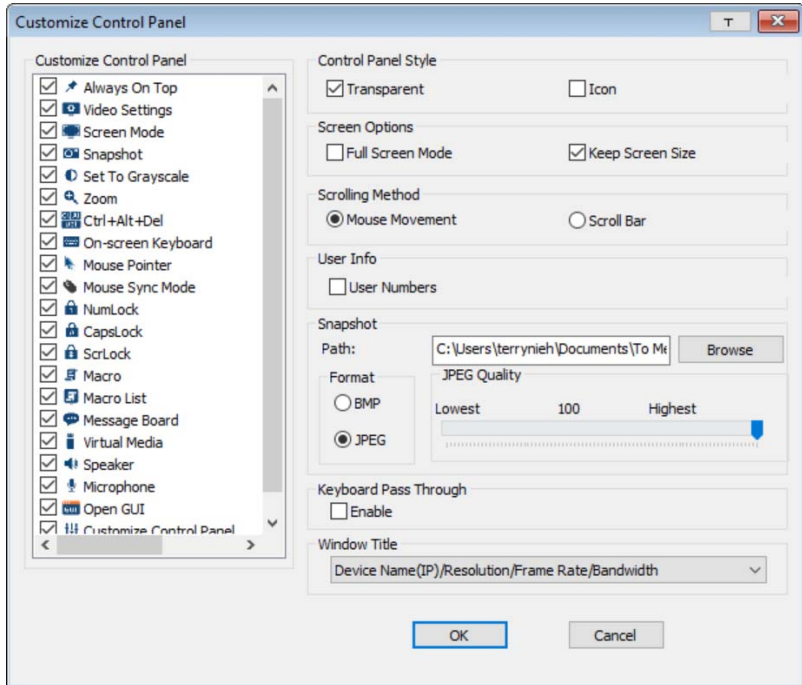 Customize Control Panel
Customize Control Panel
Always On Top
Video Settings
Screen Mode
Snapshot
Set To Grayscale
Zoom
Ctrl+Alt+Del
On-screen Keyboard
Mouse Pointer
Mouse Sync Mode
NumLock
CapsLock
ScrLock
Macro
Macro List
Message Board
Virtual Media
Speaker
Microphone
Open GUI
Customize Control Panel
Control Panel Style
Transparent Icon
Screen Options
Full Screen Mode Keep Screen Size
Scrolling Method
Mouse Movement Scroll Bar
User Info
User Numbers
Snapshot
Path: C:\Users\terrynieh\Documents\To Me Browse
Format
BMP
JPEG
JPEG Quality
Lowest 100 Highest
Keyboard Pass Through
Enable
Window Title
Device Name(IP)/Resolution/Frame Rate/Bandwidth
OK Cancel